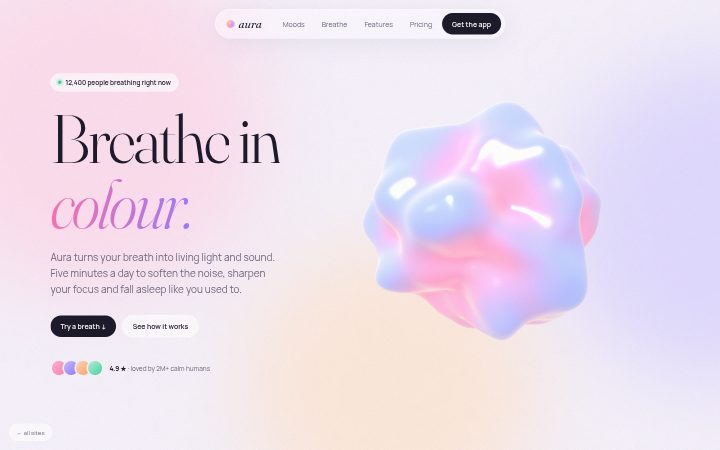 aura Moods Breathe Features Pricing Get the app
12,400 people breathing right now
Breathe in
colour.
Aura turns your breath into living light and sound.
Five minutes a day to soften the noise, sharpen
your focus and fall asleep like you used to.
Try a breath ↓ See how it works
4.9 ★ · loved by 2M+ calm humans
← all sites